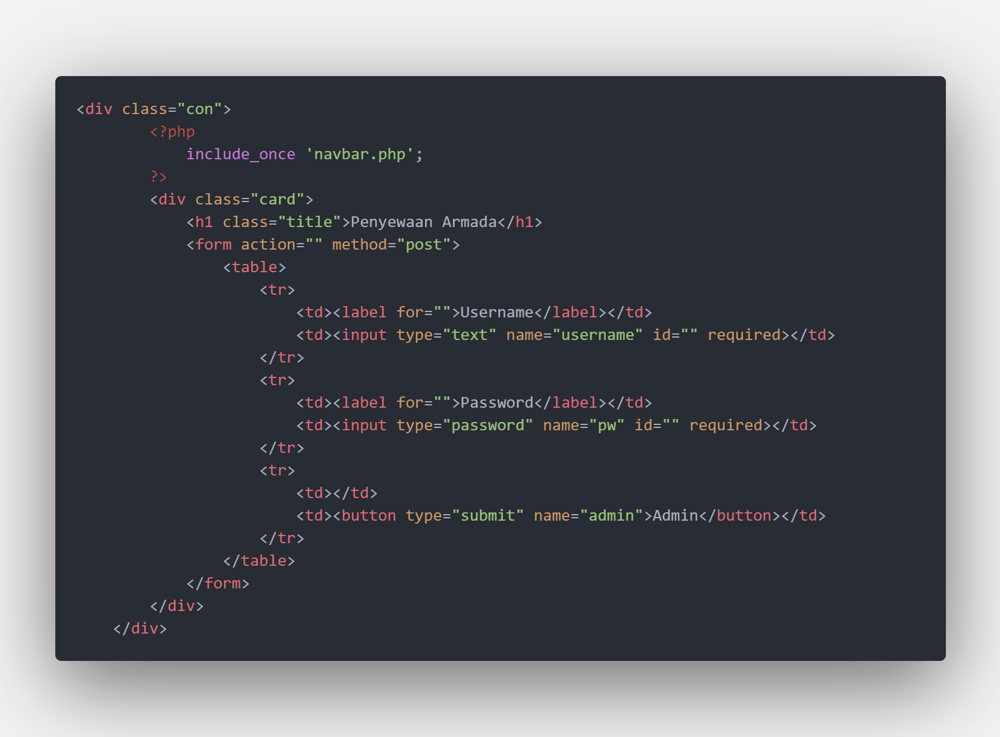 <div class="con">
        <?php
            include_once 'navbar.php';
        ?>
        <div class="card">
            <h1 class="title">Penyewaan Armada</h1>
            <form action="" method="post">
                <table>
                    <tr>
                        <td><label for="">Username</label></td>
                        <td><input type="text" name="username" id="" required></td>
                    </tr>
                    <tr>
                        <td><label for="">Password</label></td>
                        <td><input type="password" name="pw" id="" required></td>
                    </tr>
                    <tr>
                        <td></td>
                        <td><button type="submit" name="admin">Admin</button></td>
                    </tr>
                </table>
            </form>
        </div>
    </div>